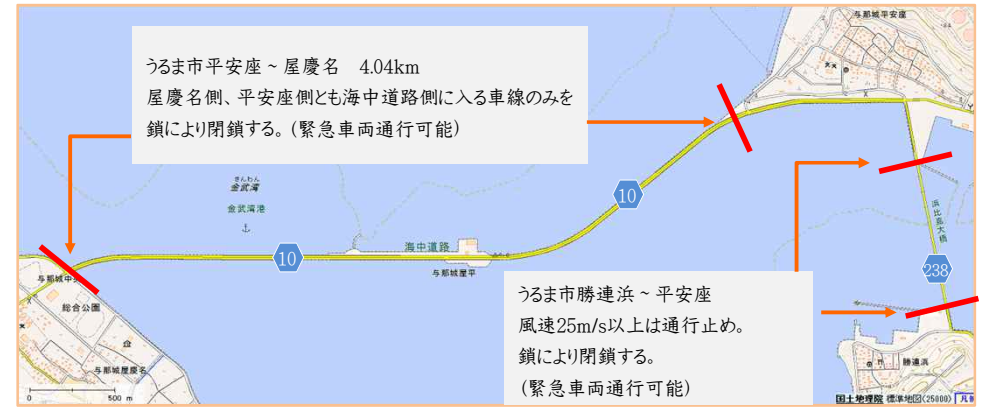 与那城平安座
うるま市平安座～屋慶名　4.04km
屋慶名側、平安座側とも海中道路側に入る車線のみを
鎖により閉鎖する。(緊急車両通行可能)
きんわん
金武湾
金武湾港
10
浜比嘉大橋
海中道路
10
与那城屋平
238
与那城中央
うるま市勝連浜～平安座
風速25m/s以上は通行止め。
鎖により閉鎖する。
(緊急車両通行可能)
総合公園
勝連浜
与那城屋慶名
0 500 m
国土地理院 標準地図(25000)